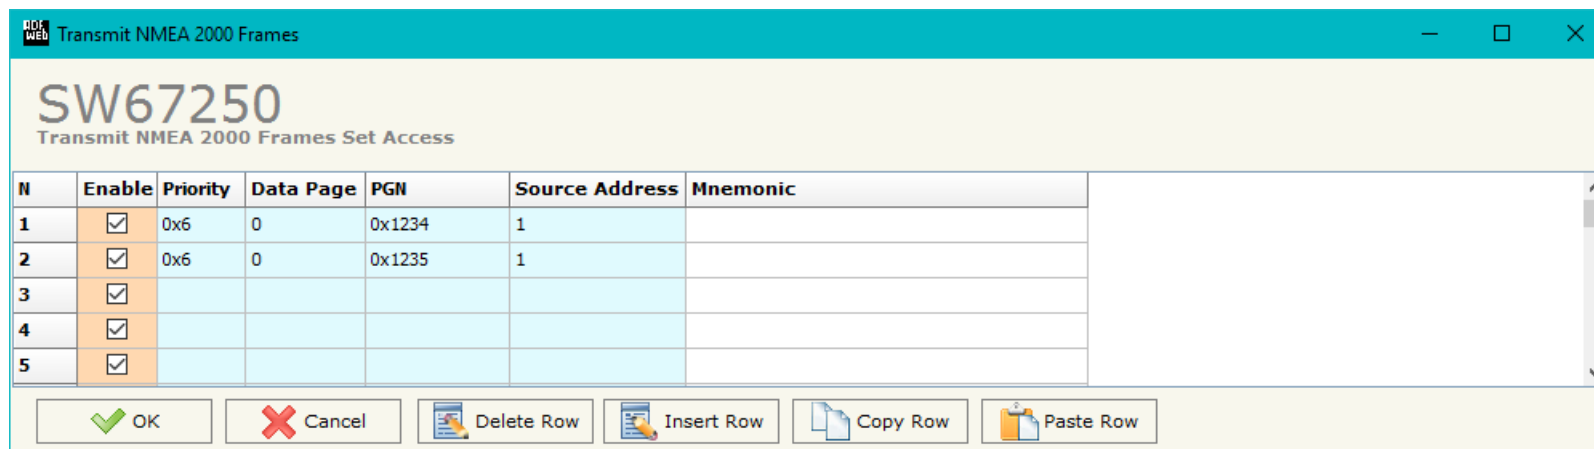 ADF WEB Transmit NMEA 2000 Frames
SW67250
Transmit NMEA 2000 Frames Set Access
N Enable Priority Data Page PGN Source Address Mnemonic
1 0x6 0 0x1234 1
2 0x6 0 0x1235 1
3
4
5
OK Cancel Delete Row Insert Row Copy Row Paste Row